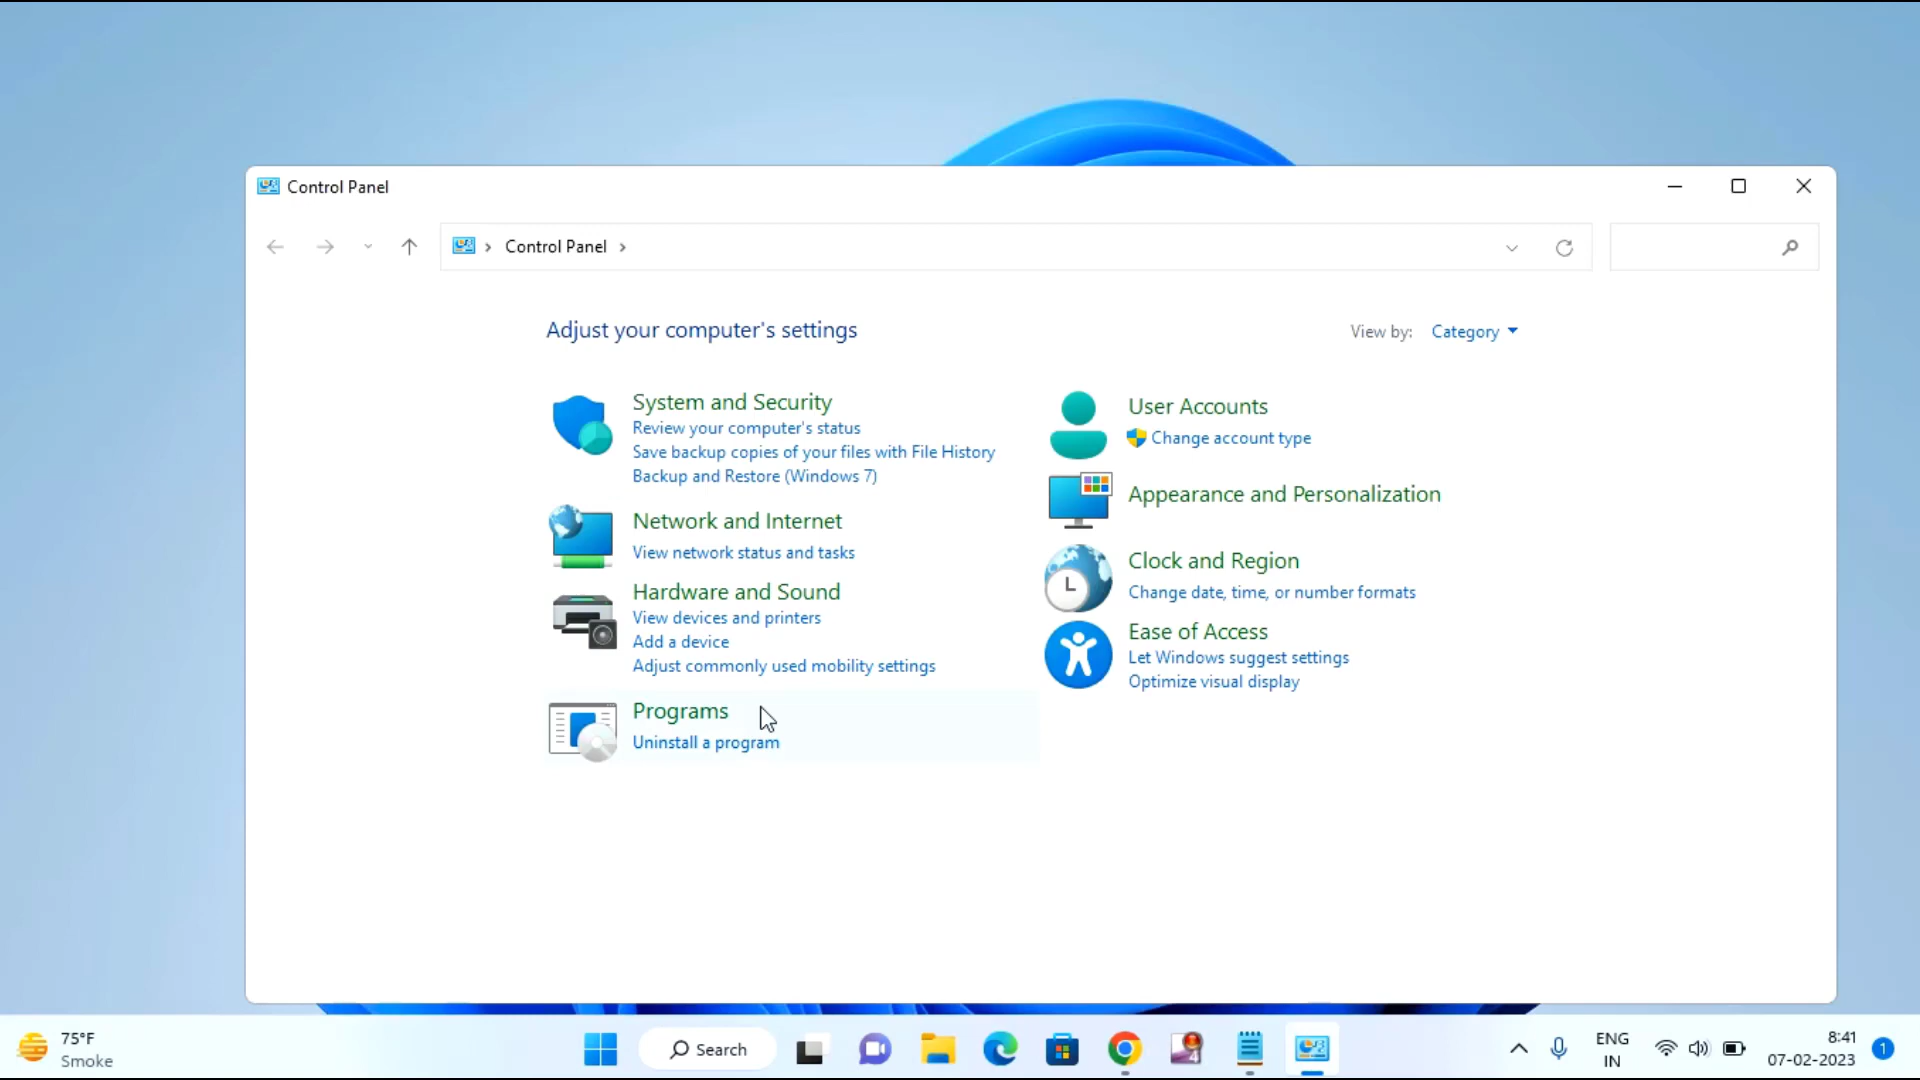 Control Panel
Control Panel
Adjust your computer's settings
View by: Category
System and Security
Review your computer's status
Save backup copies of your files with File History
Backup and Restore (Windows 7)
Network and Internet
View network status and tasks
Hardware and Sound
View devices and printers
Add a device
Adjust commonly used mobility settings
Programs
Uninstall a program
User Accounts
Change account type
Appearance and Personalization
Clock and Region
Change date, time, or number formats
Ease of Access
Let Windows suggest settings
Optimize visual display
75°F
Smoke
Search
4
ENG
IN
8:41
07-02-2023
1